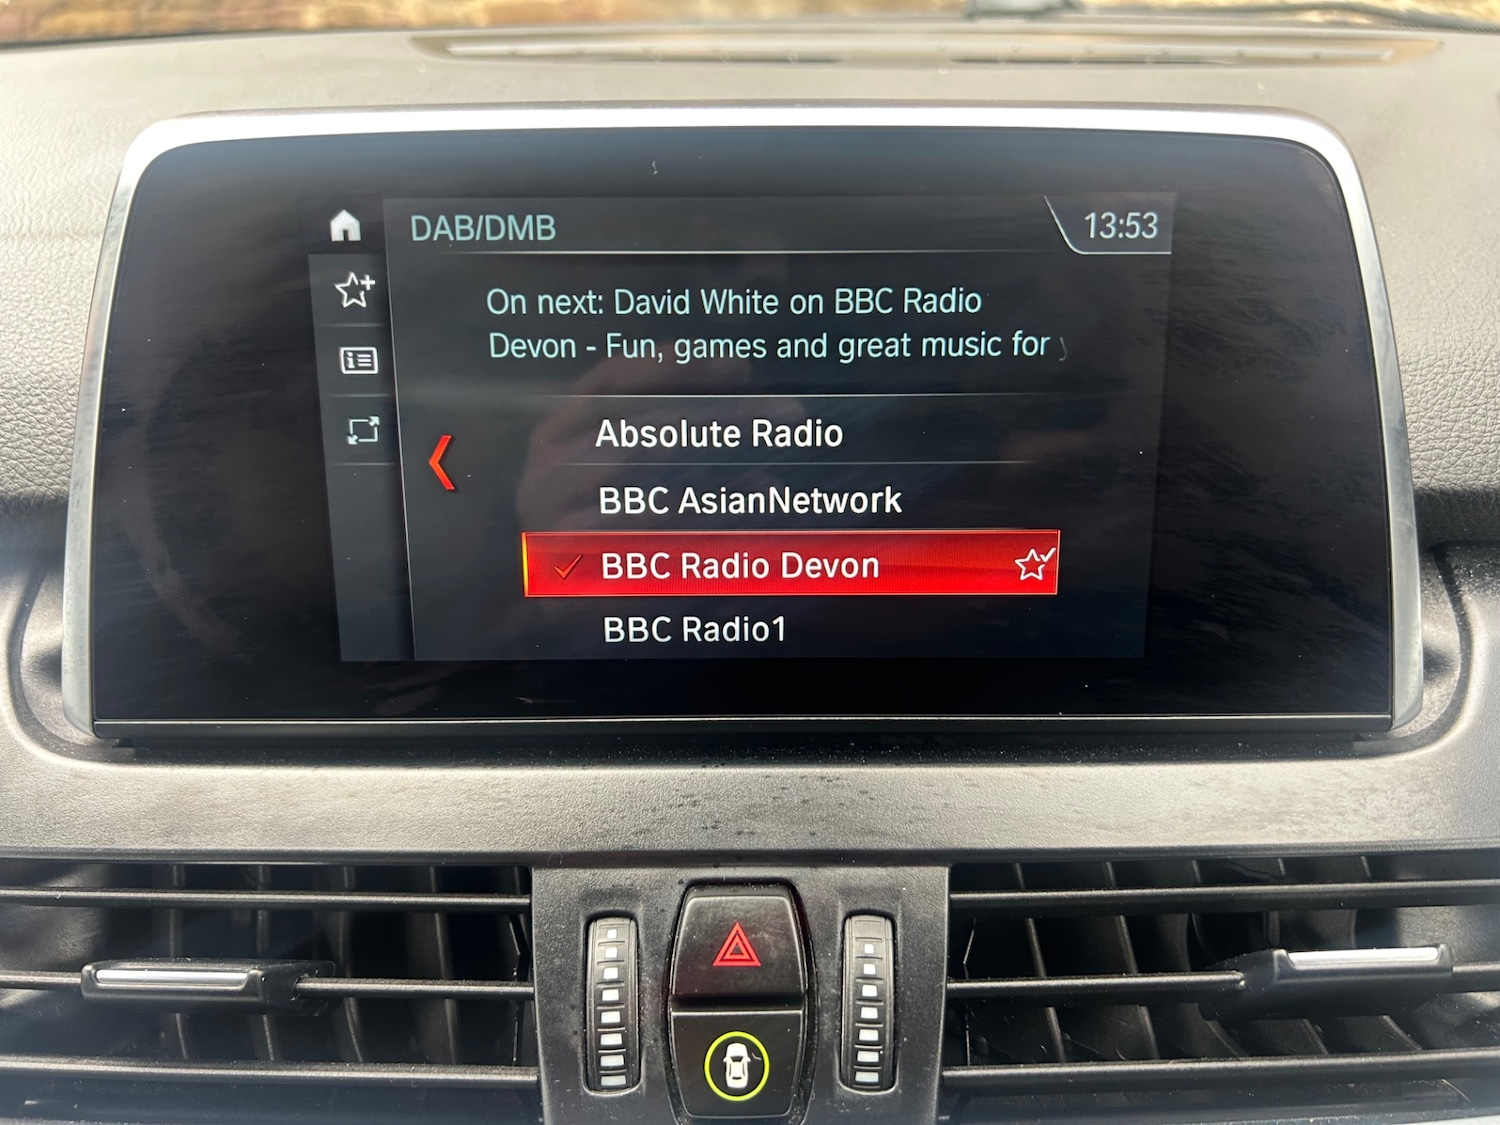 DAB/DMB
13:53
On next: David White on BBC Radio
Devon - Fun, games and great music for
Absolute Radio
BBC AsianNetwork
BBC Radio Devon
BBC Radio1